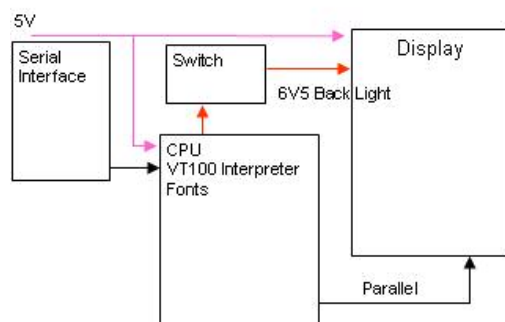 5V
Serial
Interface
Switch
Display
6V5 Back Light
CPU
VT100 Interpreter
Fonts
Parallel